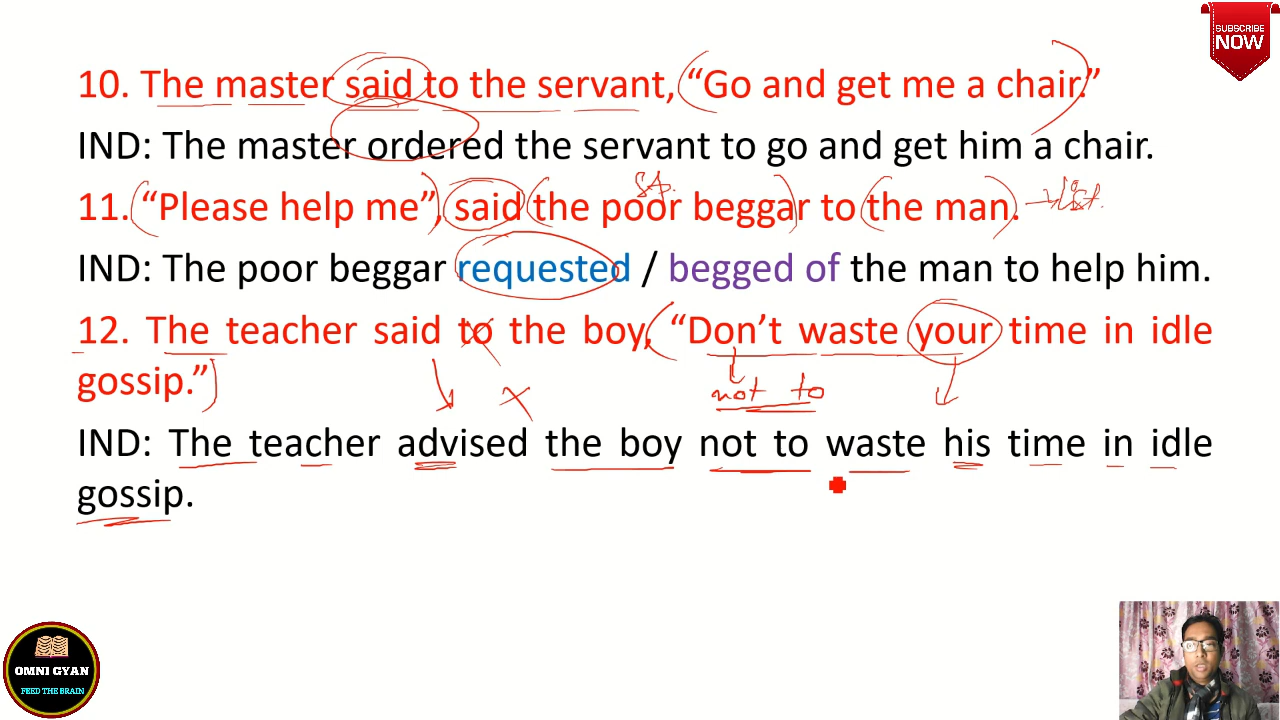 SUBSCRIBE
NOW
10. The master said to the servant, “Go and get me a chair.”
IND: The master ordered the servant to go and get him a chair.
11. “Please help me”, said the poor beggar to the man.
IND: The poor beggar requested / begged of the man to help him.
12. The teacher said to the boy, “Don’t waste your time in idle
gossip.”
not to
IND: The teacher advised the boy not to waste his time in idle
gossip.
OMNI GYAN
FEED THE BRAIN